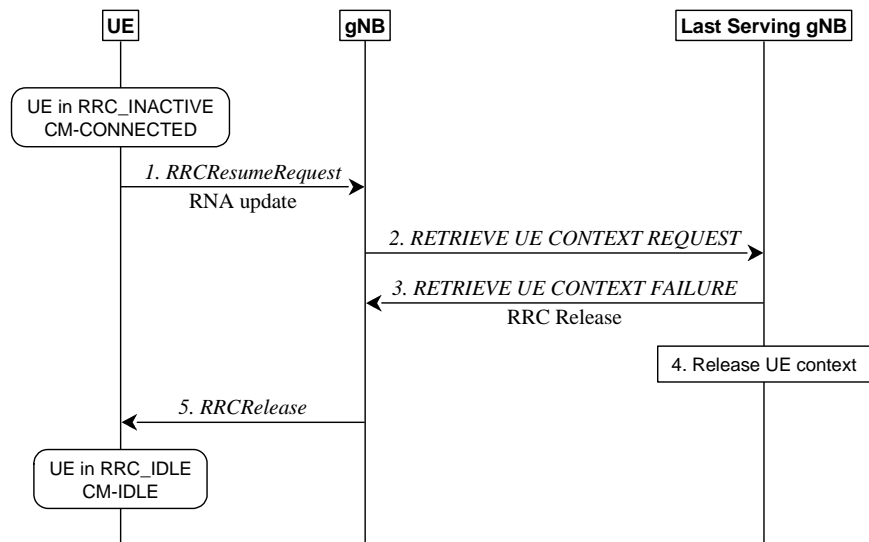 UE
gNB
Last Serving gNB
UE in RRC_INACTIVE
CM-CONNECTED
1. RRCResumeRequest
RNA update
2. RETRIEVE UE CONTEXT REQUEST
3. RETRIEVE UE CONTEXT FAILURE
RRC Release
4. Release UE context
5. RRCRelease
UE in RRC_IDLE
CM-IDLE